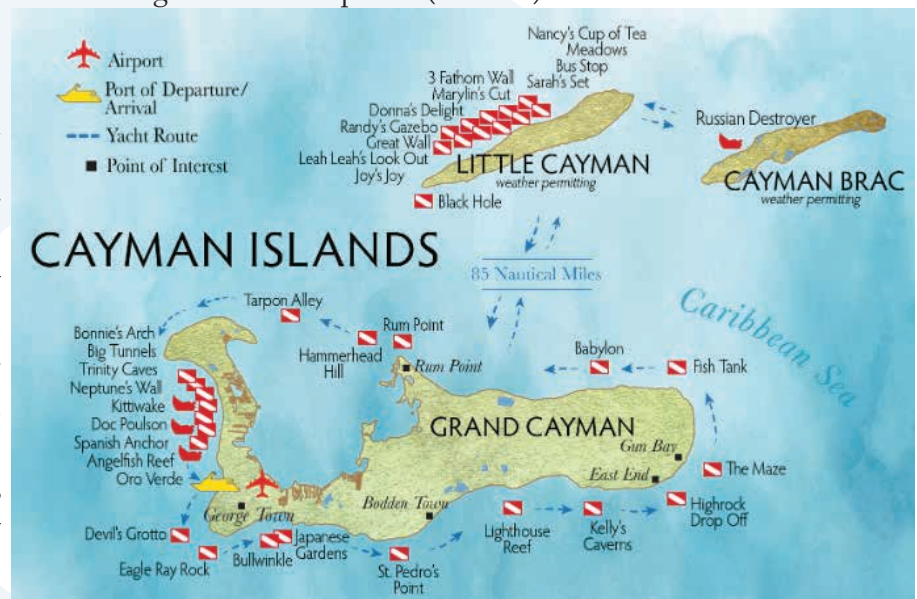 Airport
Port of Departure/
Arrival
Yacht Route
Point of Interest
Nancy's Cup of Tea
Meadows
Bus Stop
Sarah's Set
3 Fathom Wall
Marylin's Cut
Donna's Delight
Randy's Gazebo
Great Wall
Leah Leah's Look Out
Joy's Joy
LITTLE CAYMAN
weather permitting
Black Hole
Russian Destroyer
CAYMAN BRAC
weather permitting
CAYMAN ISLANDS
85 Nautical Miles
Caribbean Sea
Tarpon Alley
Hammerhead
Hill
Rum Point
Rum Point
Babylon
Fish Tank
Bonnie's Arch
Big Tunnels
Trinity Caves
Neptune's Wall
Kittiwake
Doc Poulson
Spanish Anchor
Angelfish Reef
Oro Verde
GRAND CAYMAN
Gun Bay
East End
The Maze
Highrock
Drop Off
George Town
Bodden Town
Devil's Grotto
Eagle Ray Rock
Bullwinkle
Japanese
Gardens
St. Pedro's
Point
Lighthouse
Reef
Kelly's
Caverns